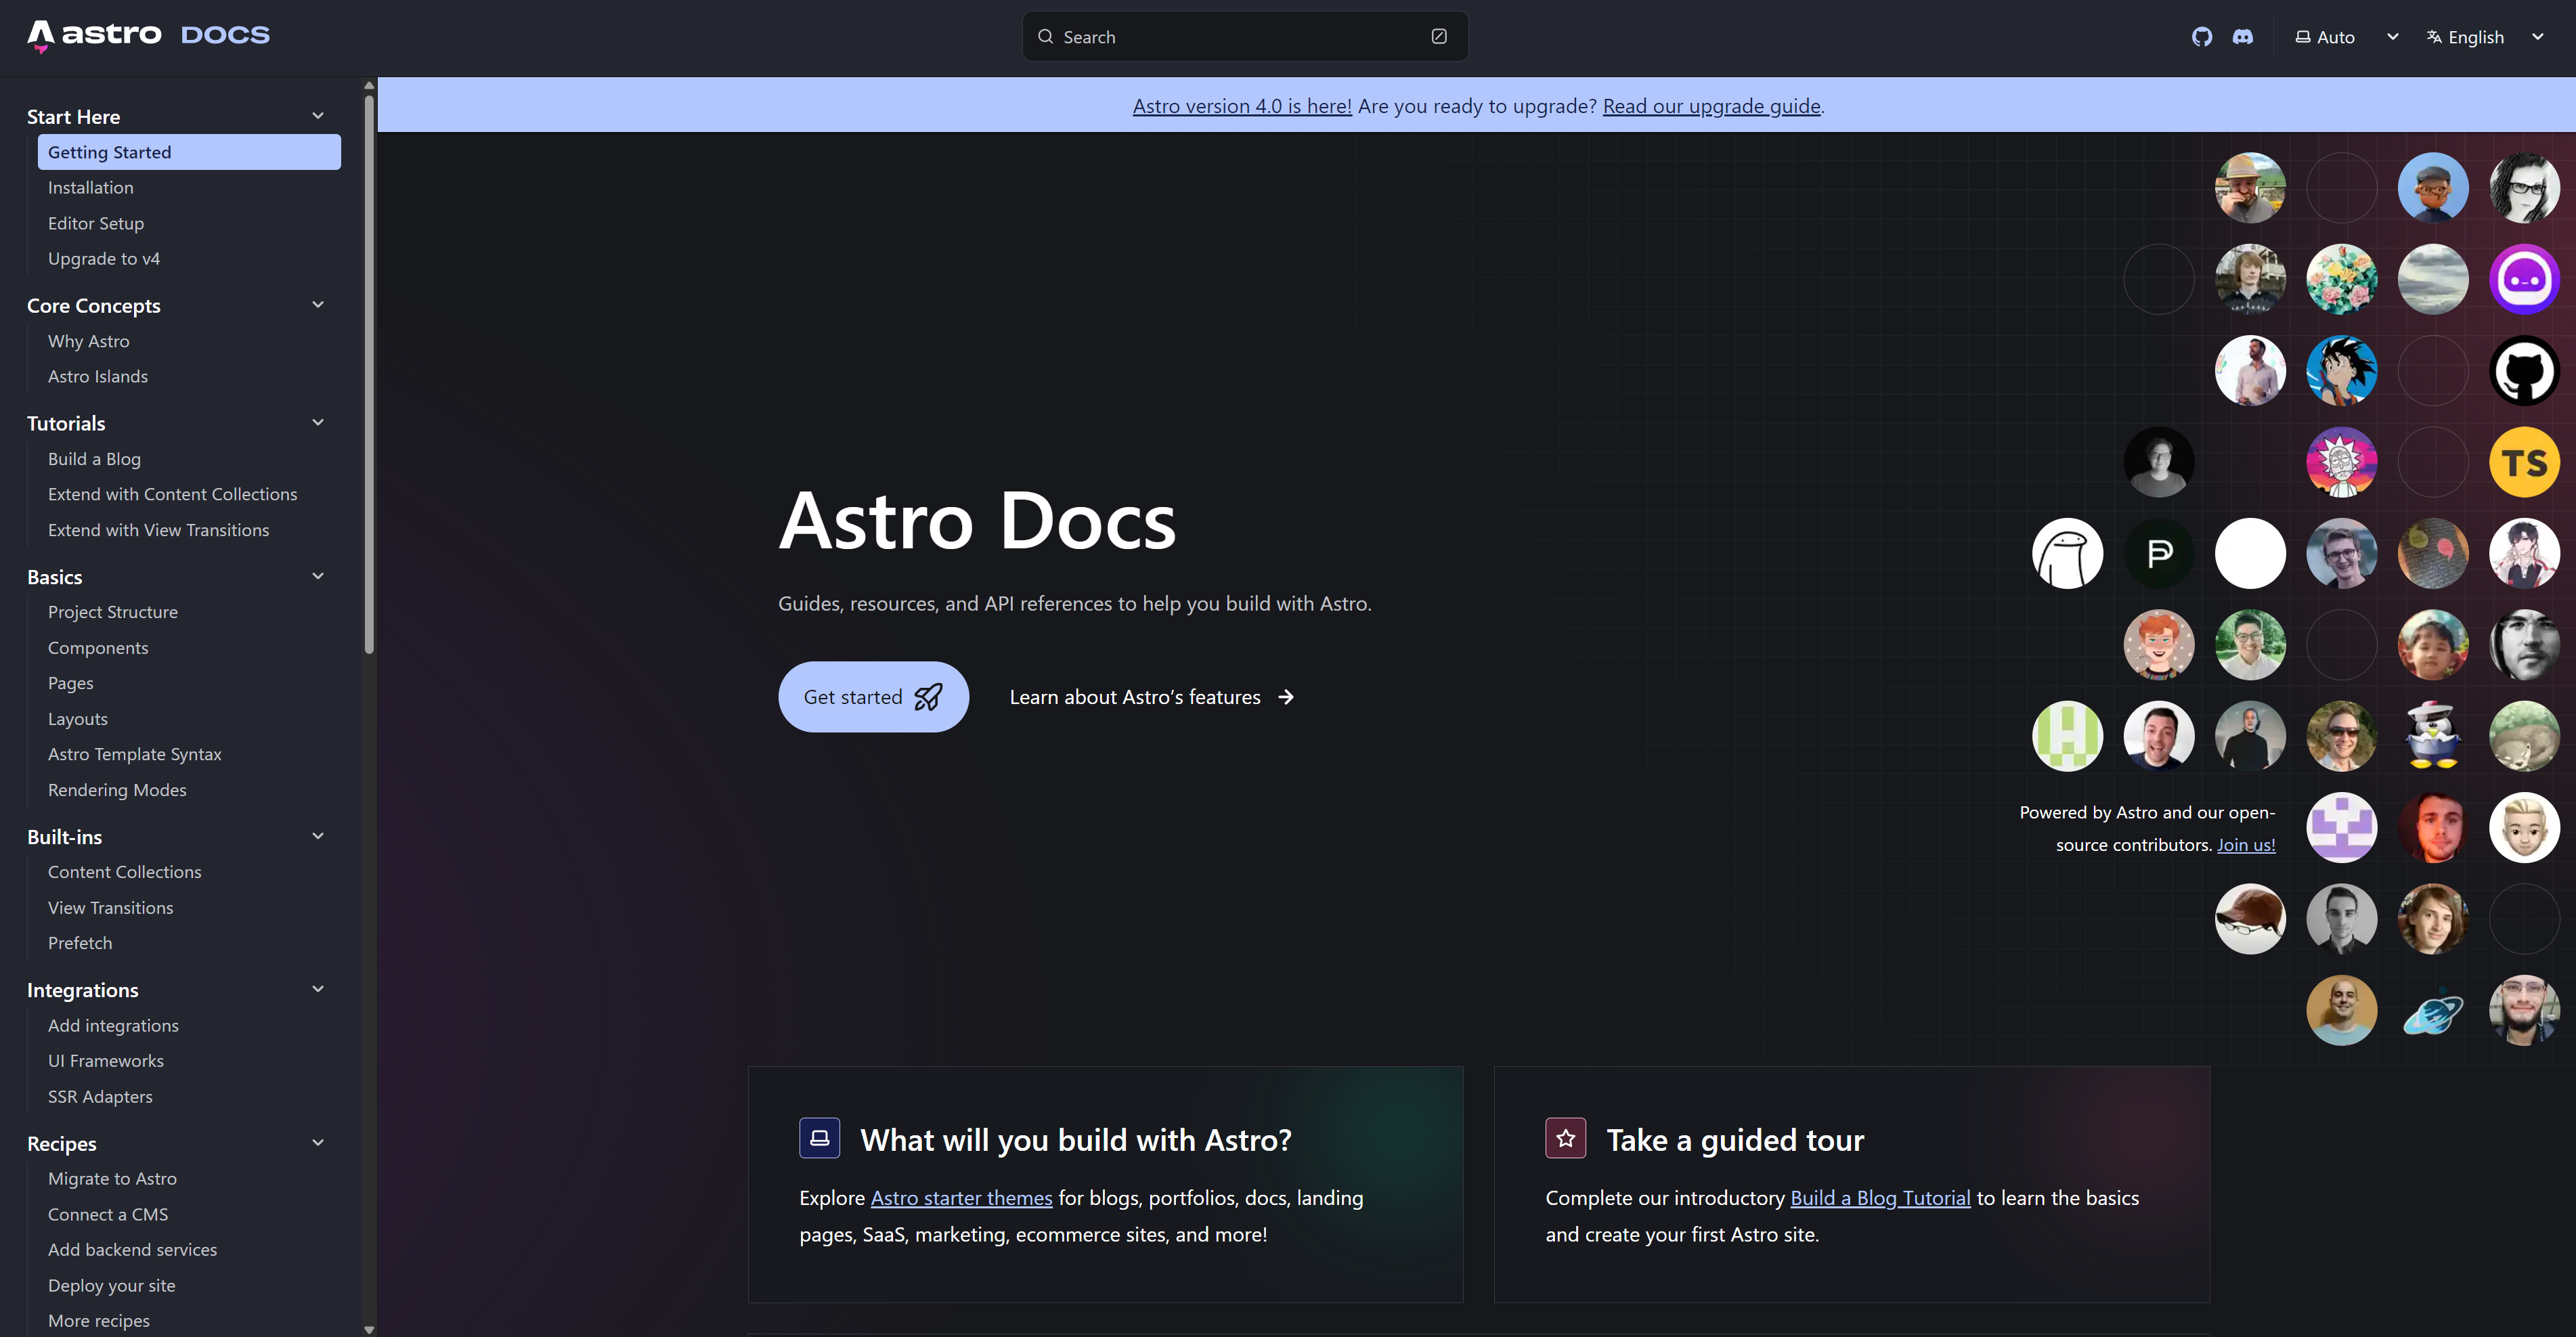 astro DOCS
Search
Auto
English
Start Here
Getting Started
Installation
Editor Setup
Upgrade to v4
Core Concepts
Why Astro
Astro Islands
Tutorials
Build a Blog
Extend with Content Collections
Extend with View Transitions
Basics
Project Structure
Components
Pages
Layouts
Astro Template Syntax
Rendering Modes
Built-ins
Content Collections
View Transitions
Prefetch
Integrations
Add integrations
UI Frameworks
SSR Adapters
Recipes
Migrate to Astro
Connect a CMS
Add backend services
Deploy your site
More recipes
Astro version 4.0 is here! Are you ready to upgrade? Read our upgrade guide.
Astro Docs
Guides, resources, and API references to help you build with Astro.
Get started
Learn about Astro’s features
TS
Powered by Astro and our open-
source contributors. Join us!
What will you build with Astro?
Explore Astro starter themes for blogs, portfolios, docs, landing
pages, SaaS, marketing, ecommerce sites, and more!
Take a guided tour
Complete our introductory Build a Blog Tutorial to learn the basics
and create your first Astro site.